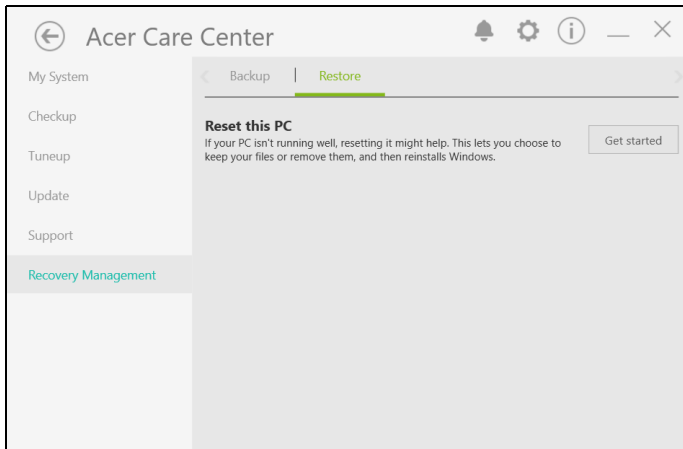 Acer Care Center
My System
Checkup
Tuneup
Update
Support
Recovery Management
Backup | Restore
Reset this PC
If your PC isn't running well, resetting it might help. This lets you choose to
keep your files or remove them, and then reinstalls Windows.
Get started